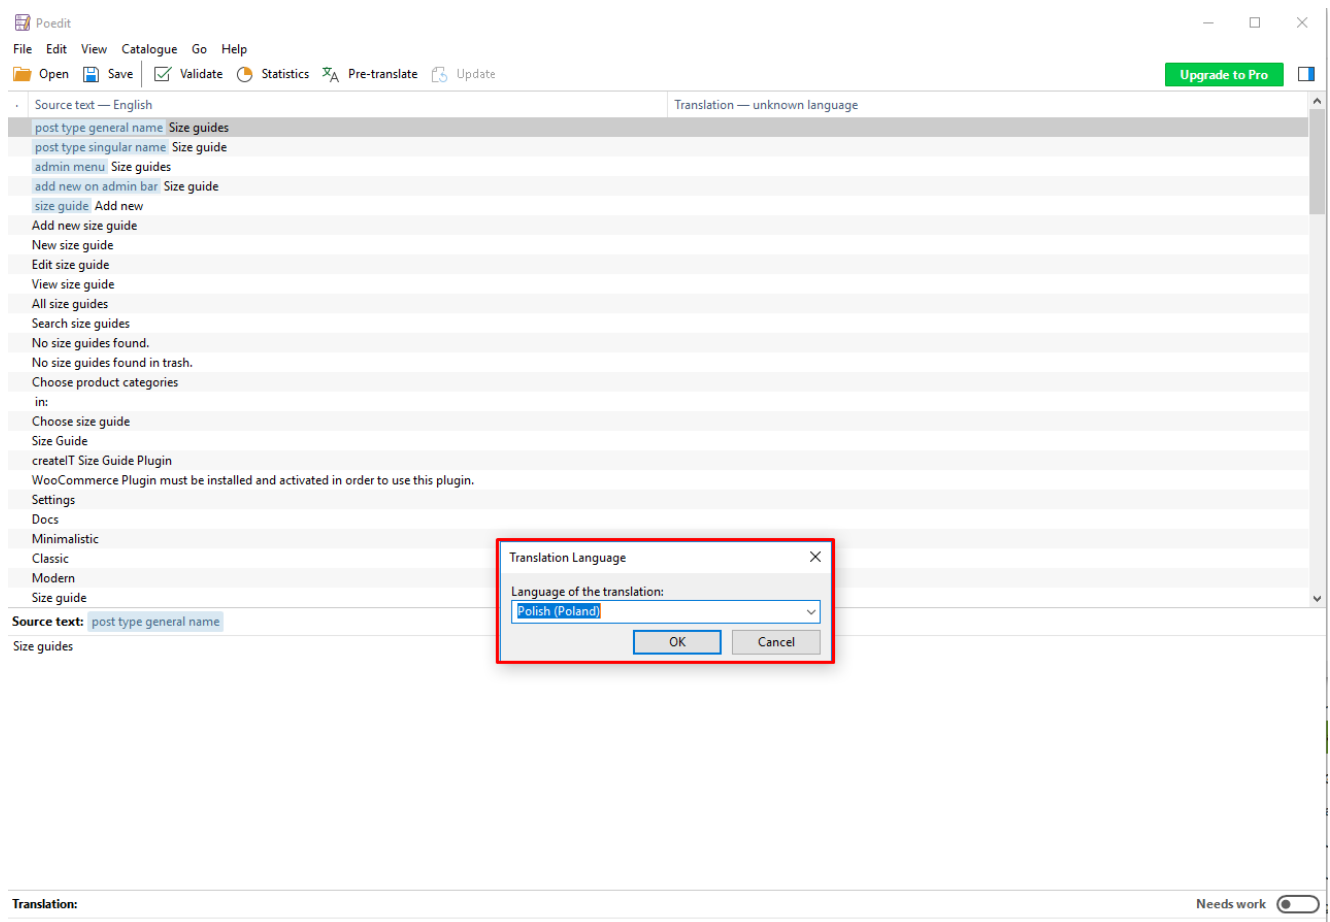 Poedit
File Edit View Catalogue Go Help
Open Save Validate Statistics Pre-translate Update Upgrade to Pro
Source text — English Translation — unknown language
post type general name Size guides
post type singular name Size guide
admin menu Size guides
add new on admin bar Size guide
size guide Add new
Add new size guide
New size guide
Edit size guide
View size guide
All size guides
Search size guides
No size guides found.
No size guides found in trash.
Choose product categories
in:
Choose size guide
Size Guide
createIT Size Guide Plugin
WooCommerce Plugin must be installed and activated in order to use this plugin.
Settings
Docs
Minimalistic
Classic
Modern
Size guide
Translation Language
Language of the translation:
Polish (Poland)
OK Cancel
Source text: post type general name
Size guides
Translation: Needs work